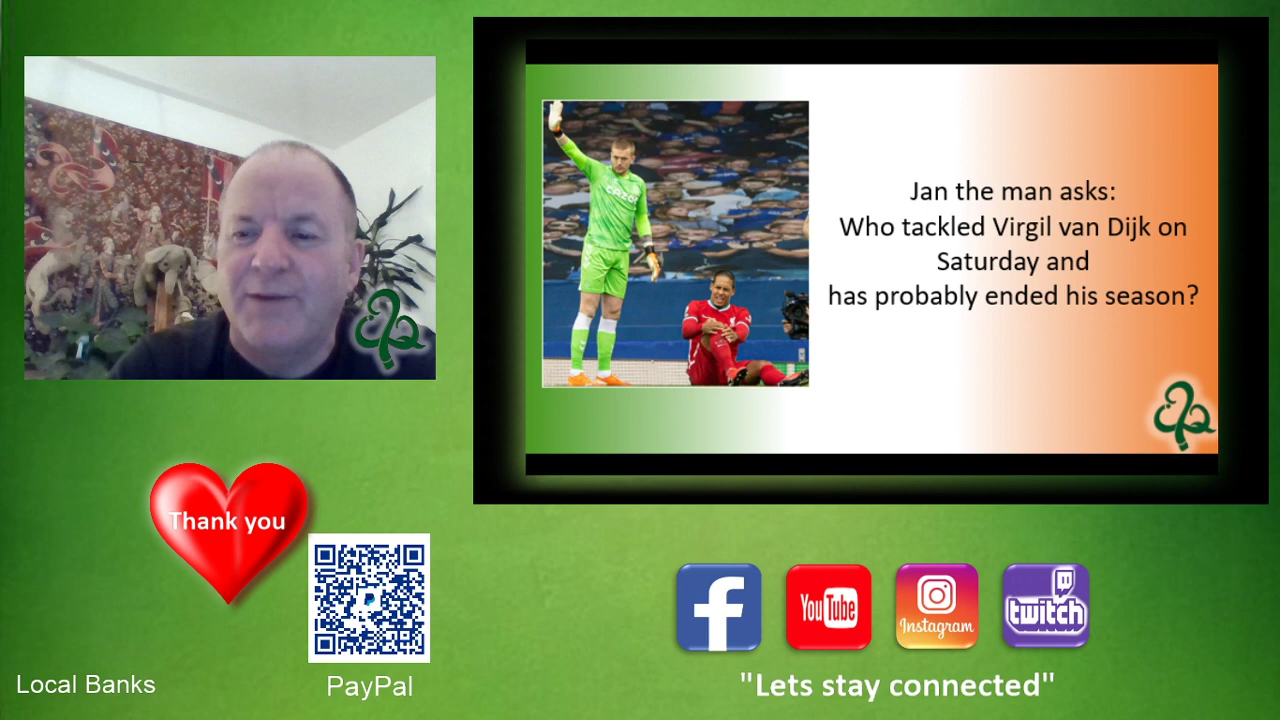 CAZOO
Jan the man asks:
Who tackled Virgil van Dijk on
Saturday and
has probably ended his season?
Thank you
YouTube
Instagram
twitch
Local Banks
PayPal
"Lets stay connected"